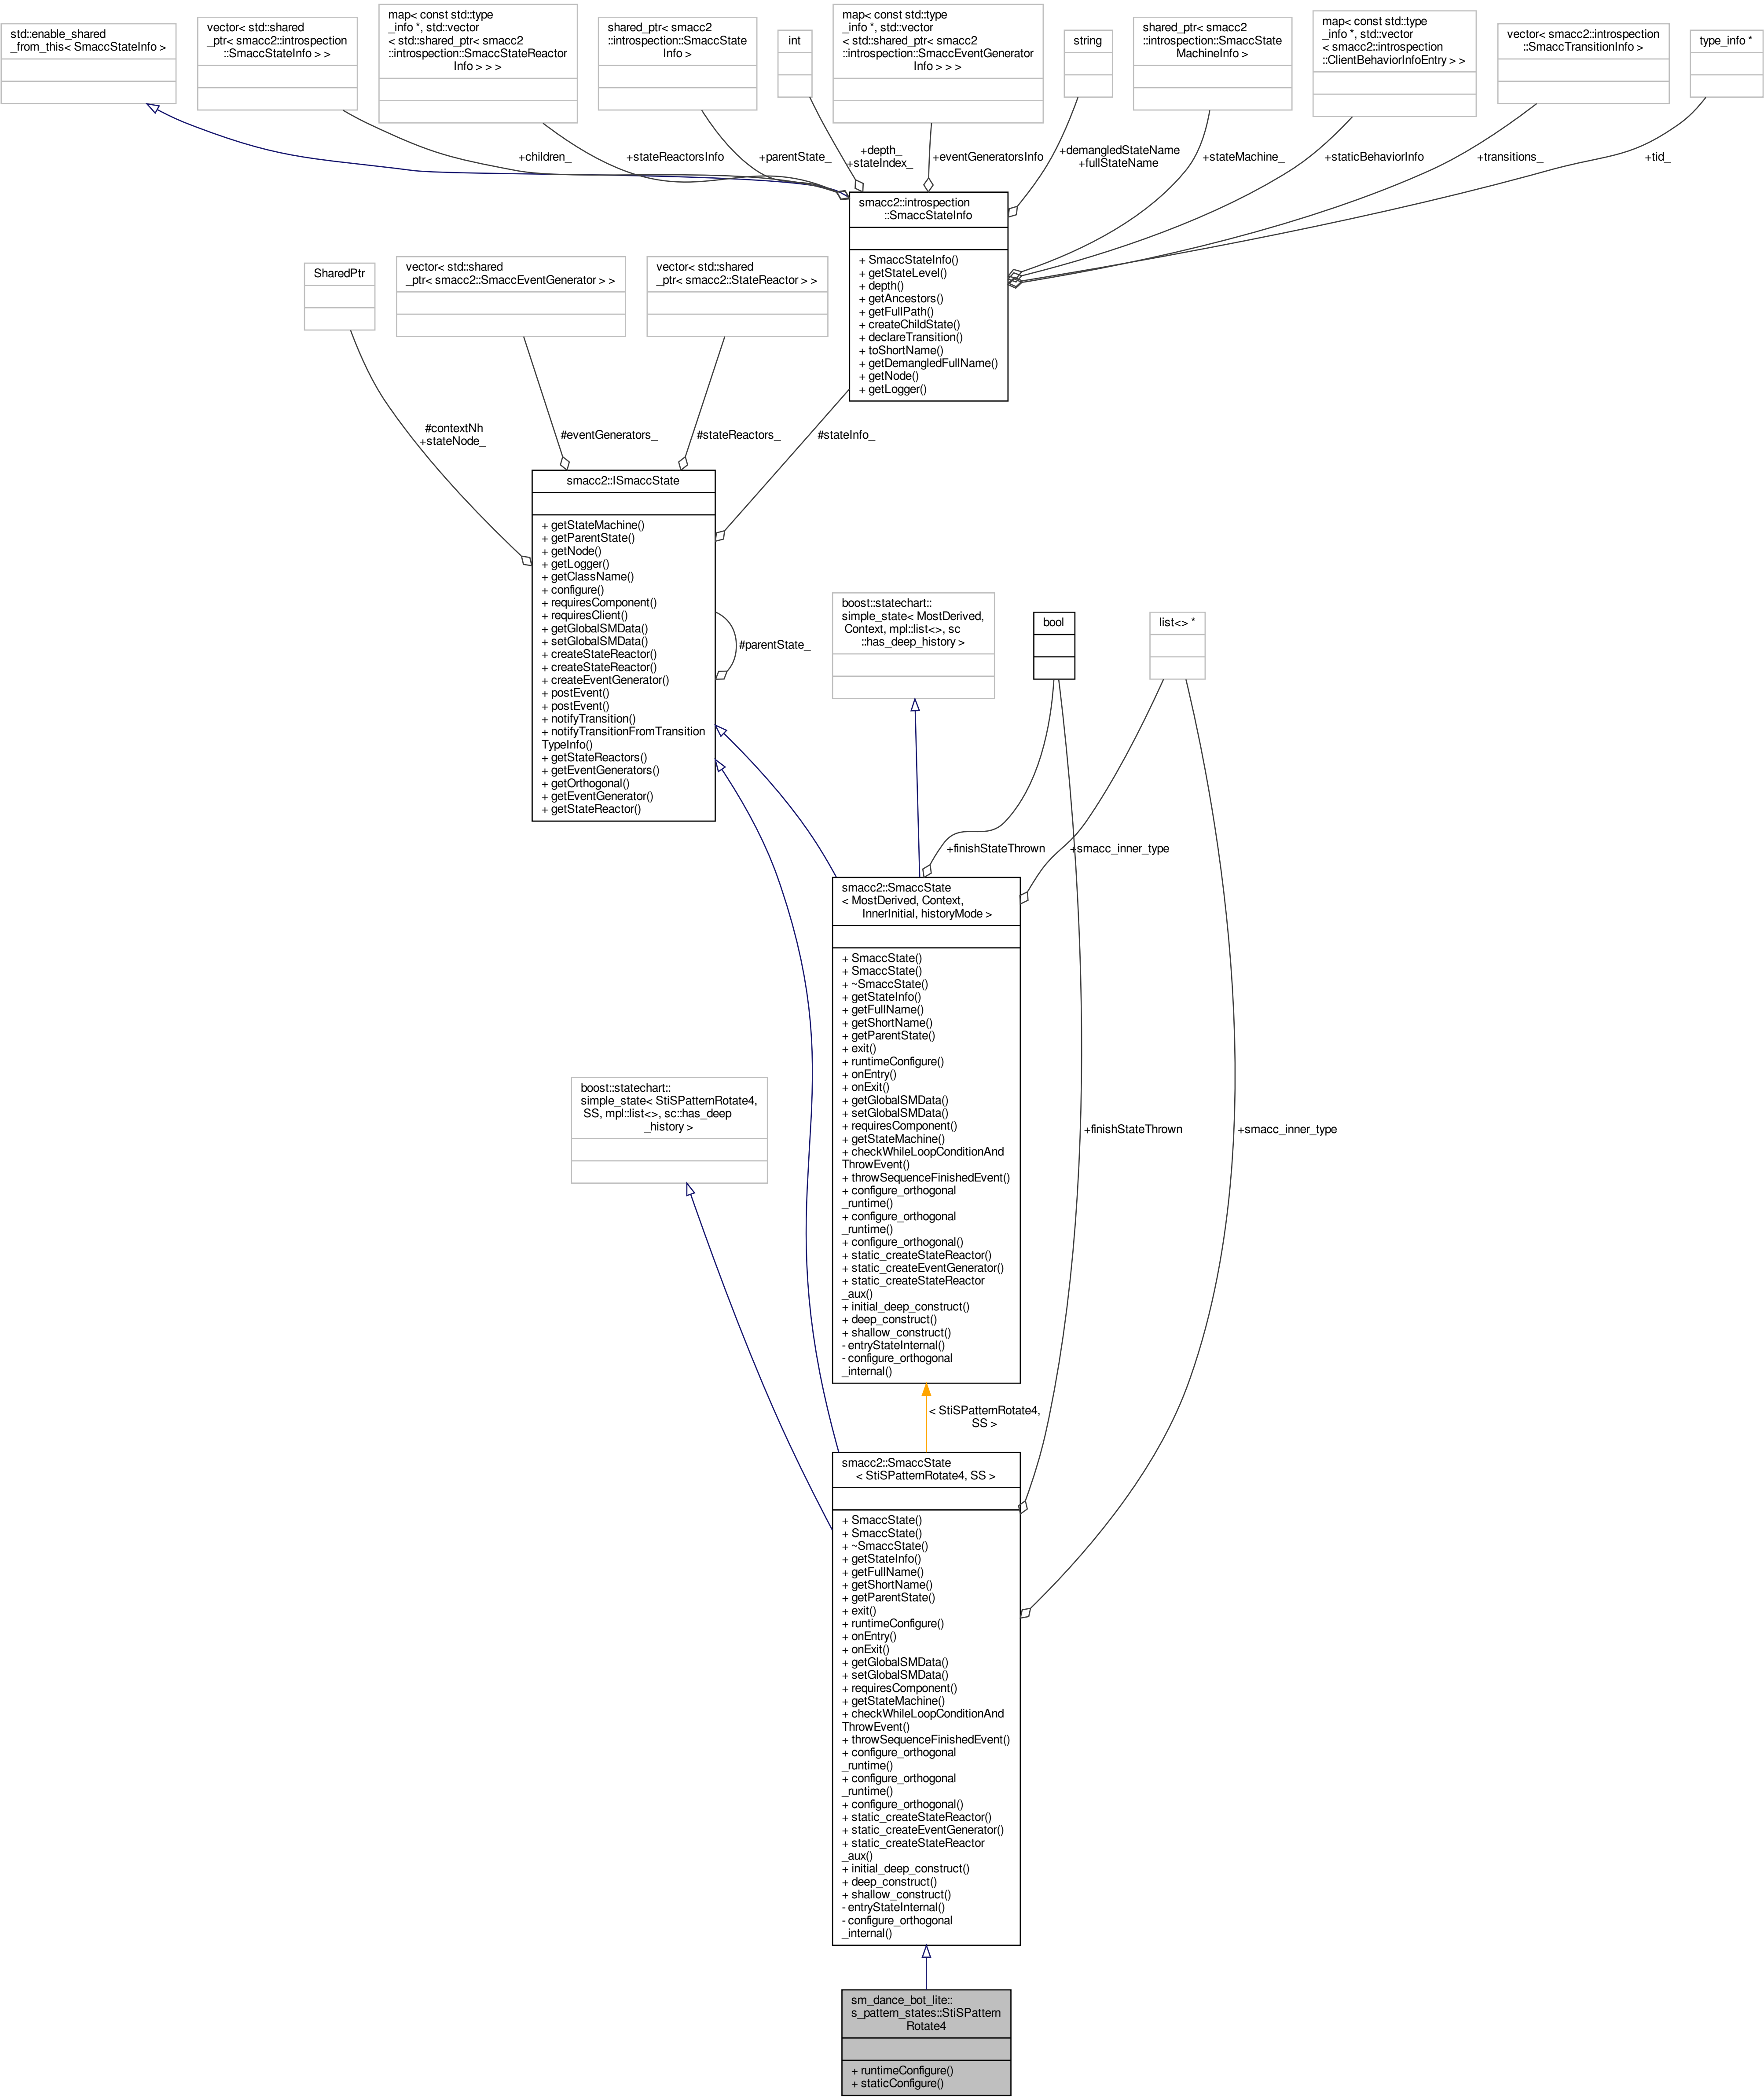 std::enable_shared
_from_this< SmaccStateInfo >
vector< std::shared
_ptr< smacc2::introspection
::SmaccStateInfo > >
map< const std::type
_info *, std::vector
< std::shared_ptr< smacc2
::introspection::SmaccStateReactor
Info > > >
shared_ptr< smacc2
::introspection::SmaccState
Info >
int
map< const std::type
_info *, std::vector
< std::shared_ptr< smacc2
::introspection::SmaccEventGenerator
Info > > >
string
shared_ptr< smacc2
::introspection::SmaccState
MachineInfo >
map< const std::type
_info *, std::vector
< smacc2::introspection
::ClientBehaviorInfoEntry > >
vector< smacc2::introspection
::SmaccTransitionInfo >
type_info *
+children_
+stateReactorsInfo
+parentState_
+depth_
+stateIndex_
+eventGeneratorsInfo
+demangledStateName
+fullStateName
+stateMachine_
+staticBehaviorInfo
+transitions_
+tid_
smacc2::introspection
::SmaccStateInfo
+ SmaccStateInfo()
+ getStateLevel()
+ depth()
+ getAncestors()
+ getFullPath()
+ createChildState()
+ declareTransition()
+ toShortName()
+ getDemangledFullName()
+ getNode()
+ getLogger()
SharedPtr
vector< std::shared
_ptr< smacc2::SmaccEventGenerator > >
vector< std::shared
_ptr< smacc2::StateReactor > >
#contextNh
+stateNode_
#eventGenerators_
#stateReactors_
#stateInfo_
smacc2::ISmaccState
+ getStateMachine()
+ getParentState()
+ getNode()
+ getLogger()
+ getClassName()
+ configure()
+ requiresComponent()
+ requiresClient()
+ getGlobalSMData()
+ setGlobalSMData()
+ createStateReactor()
+ createStateReactor()
+ createEventGenerator()
+ postEvent()
+ postEvent()
+ notifyTransition()
+ notifyTransitionFromTransition
TypeInfo()
+ getStateReactors()
+ getEventGenerators()
+ getOrthogonal()
+ getEventGenerator()
+ getStateReactor()
#parentState_
boost::statechart::
simple_state< MostDerived,
Context, mpl::list<>, sc
::has_deep_history >
bool
list<> *
+finishStateThrown
+smacc_inner_type
smacc2::SmaccState
< MostDerived, Context,
InnerInitial, historyMode >
+ SmaccState()
+ SmaccState()
+ ~SmaccState()
+ getStateInfo()
+ getFullName()
+ getShortName()
+ getParentState()
+ exit()
+ runtimeConfigure()
+ onEntry()
+ onExit()
+ getGlobalSMData()
+ setGlobalSMData()
+ requiresComponent()
+ getStateMachine()
+ checkWhileLoopConditionAnd
ThrowEvent()
+ throwSequenceFinishedEvent()
+ configure_orthogonal
_runtime()
+ configure_orthogonal
_runtime()
+ configure_orthogonal()
+ static_createStateReactor()
+ static_createEventGenerator()
+ static_createStateReactor
_aux()
+ initial_deep_construct()
+ deep_construct()
+ shallow_construct()
- entryStateInternal()
- configure_orthogonal
_internal()
boost::statechart::
simple_state< StiSPatternRotate4,
SS, mpl::list<>, sc::has_deep
_history >
+finishStateThrown
+smacc_inner_type
< StiSPatternRotate4,
SS >
smacc2::SmaccState
< StiSPatternRotate4, SS >
+ SmaccState()
+ SmaccState()
+ ~SmaccState()
+ getStateInfo()
+ getFullName()
+ getShortName()
+ getParentState()
+ exit()
+ runtimeConfigure()
+ onEntry()
+ onExit()
+ getGlobalSMData()
+ setGlobalSMData()
+ requiresComponent()
+ getStateMachine()
+ checkWhileLoopConditionAnd
ThrowEvent()
+ throwSequenceFinishedEvent()
+ configure_orthogonal
_runtime()
+ configure_orthogonal
_runtime()
+ configure_orthogonal()
+ static_createStateReactor()
+ static_createEventGenerator()
+ static_createStateReactor
_aux()
+ initial_deep_construct()
+ deep_construct()
+ shallow_construct()
- entryStateInternal()
- configure_orthogonal
_internal()
sm_dance_bot_lite::
s_pattern_states::StiSPattern
Rotate4
+ runtimeConfigure()
+ staticConfigure()